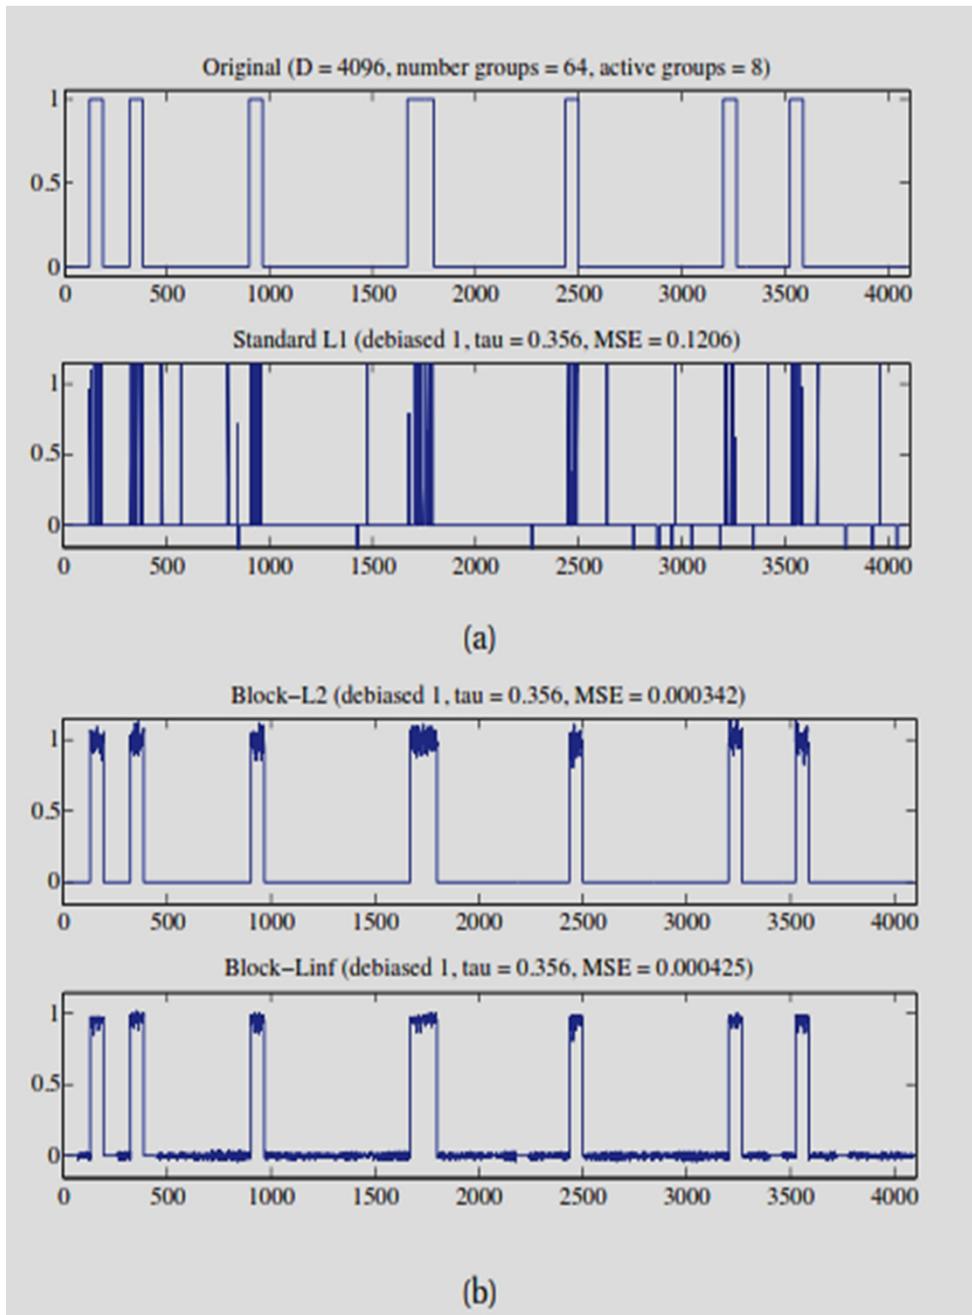 Original (D = 4096, number groups = 64, active groups = 8)
1
0.5
0
0 500 1000 1500 2000 2500 3000 3500 4000
Standard L1 (debiased 1, tau = 0.356, MSE = 0.1206)
1
0.5
0
0 500 1000 1500 2000 2500 3000 3500 4000
(a)
Block−L2 (debiased 1, tau = 0.356, MSE = 0.000342)
1
0.5
0
0 500 1000 1500 2000 2500 3000 3500 4000
Block−Linf (debiased 1, tau = 0.356, MSE = 0.000425)
1
0.5
0
0 500 1000 1500 2000 2500 3000 3500 4000
(b)